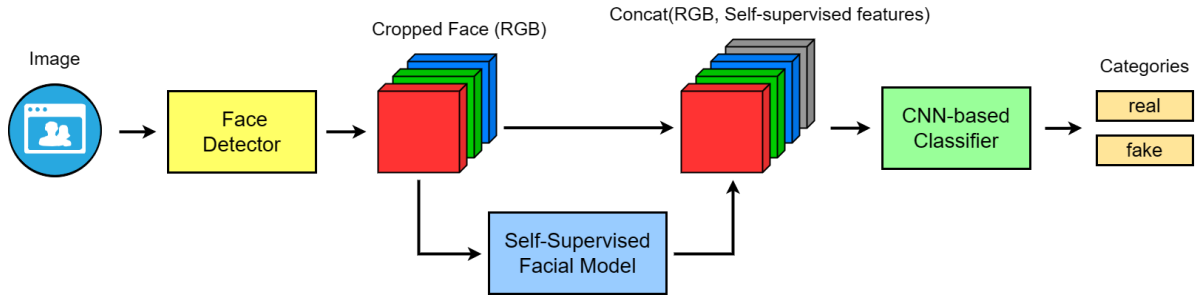 Image
Face
Detector
Cropped Face (RGB)
Self-Supervised
Facial Model
Concat(RGB, Self-supervised features)
CNN-based
Classifier
Categories
real
fake